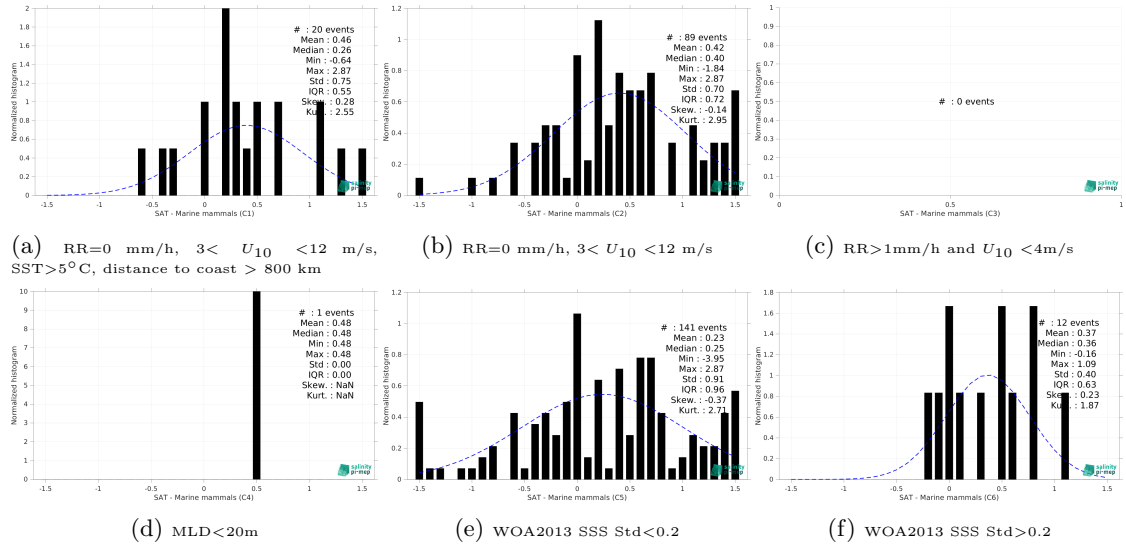 2
1.8
1.6
1.4
1.2
1
0.8
0.6
0.4
0.2
0
Normalized histogram
# : 20 events
Mean : 0.46
Median : 0.26
Min : -0.64
Max : 2.87
Std : 0.75
IQR : 0.55
Skew. : 0.28
Kurt. : 2.55
salinity
pi-mep
-1.5 -1 -0.5 0 0.5 1 1.5
SAT - Marine mammals (C1)
(a) RR=0 mm/h, 3< U10 <12 m/s,
SST>5°C, distance to coast > 800 km
1.2
1
0.8
0.6
0.4
0.2
0
Normalized histogram
# : 89 events
Mean : 0.42
Median : 0.40
Min : -1.84
Max : 2.87
Std : 0.70
IQR : 0.72
Skew. : -0.14
Kurt. : 2.95
salinity
pi-mep
-1.5 -1 -0.5 0 0.5 1 1.5
SAT - Marine mammals (C2)
(b) RR=0 mm/h, 3< U10 <12 m/s
1
0.9
0.8
0.7
0.6
0.5
0.4
0.3
0.2
0.1
0
Normalized histogram
# : 0 events
salinity
pi-mep
0 0.5 1
SAT - Marine mammals (C3)
(c) RR>1mm/h and U10 <4m/s
10
9
8
7
6
5
4
3
2
1
0
Normalized histogram
# : 1 events
Mean : 0.48
Median : 0.48
Min : 0.48
Max : 0.48
Std : 0.00
IQR : 0.00
Skew. : NaN
Kurt. : NaN
salinity
pi-mep
-1.5 -1 -0.5 0 0.5 1 1.5
SAT - Marine mammals (C4)
(d) MLD<20m
1.2
1
0.8
0.6
0.4
0.2
0
Normalized histogram
# : 141 events
Mean : 0.23
Median : 0.25
Min : -3.95
Max : 2.87
Std : 0.91
IQR : 0.96
Skew. : -0.37
Kurt. : 2.71
salinity
pi-mep
-1.5 -1 -0.5 0 0.5 1 1.5
SAT - Marine mammals (C5)
(e) WOA2013 SSS Std<0.2
1.8
1.6
1.4
1.2
1
0.8
0.6
0.4
0.2
0
Normalized histogram
# : 12 events
Mean : 0.37
Median : 0.36
Min : -0.16
Max : 1.09
Std : 0.40
IQR : 0.63
Skew. : 0.23
Kurt. : 1.87
salinity
pi-mep
-1.5 -1 -0.5 0 0.5 1 1.5
SAT - Marine mammals (C6)
(f) WOA2013 SSS Std>0.2